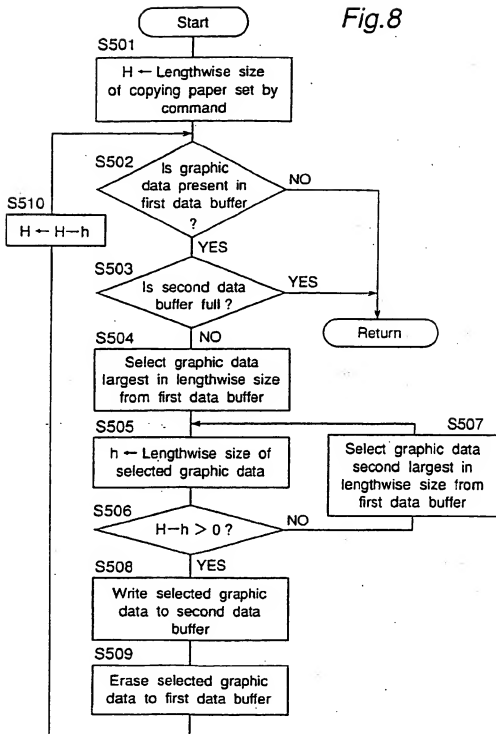 Fig.8
Start
S501
H ← Lengthwise size
of copying paper set by
command
S502
Is graphic
data present in
first data buffer
?
NO
YES
S510
H ← H—h
S503
Is second data
buffer full ?
YES
NO
Return
S504
Select graphic data
largest in lengthwise size
from first data buffer
S505
h ← Lengthwise size of
selected graphic data
S507
Select graphic data
second largest in
lengthwise size from
first data buffer
S506
H—h > 0 ?
NO
YES
S508
Write selected graphic
data to second data
buffer
S509
Erase selected graphic
data to first data buffer